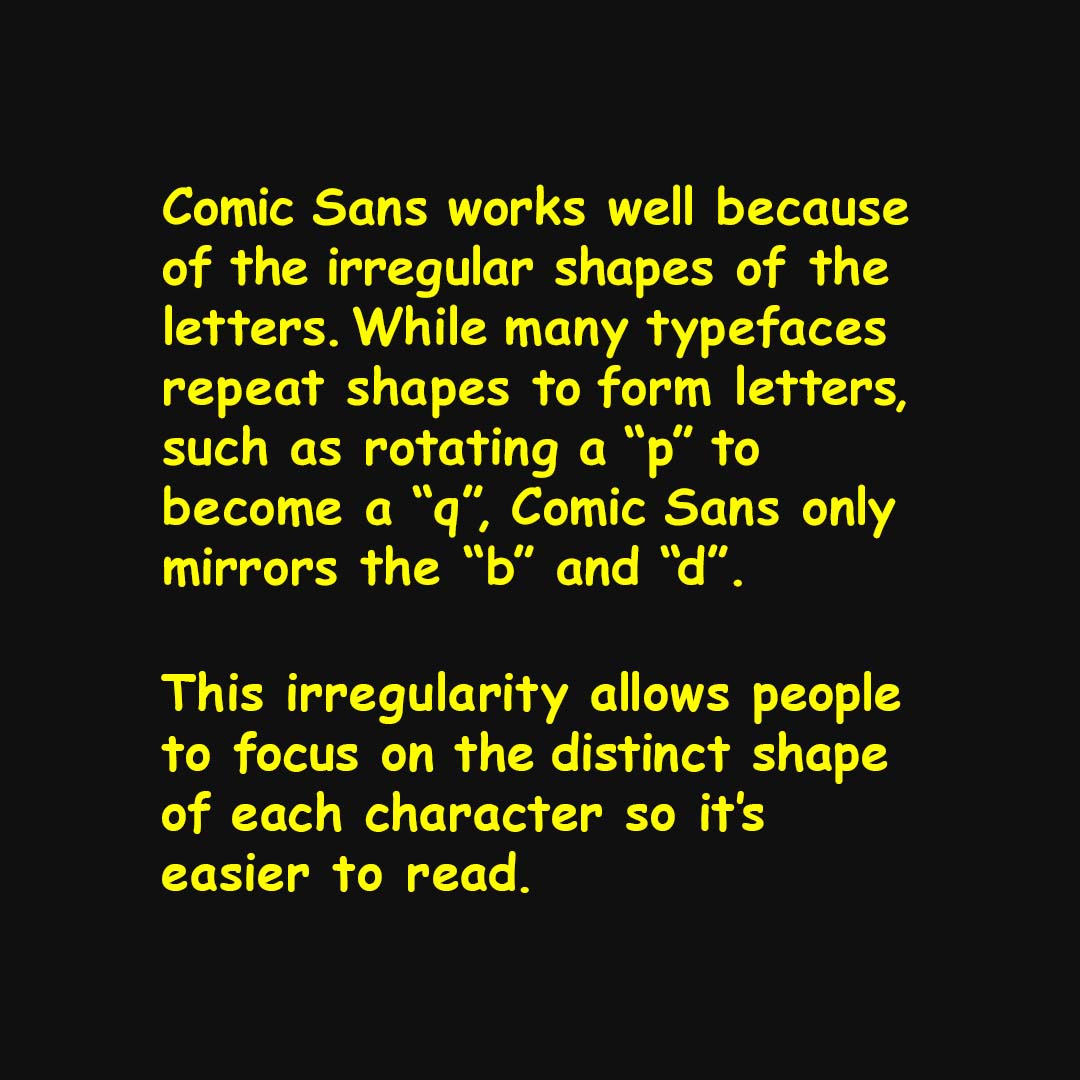 Comic Sans works well because
of the irregular shapes of the
letters. While many typefaces
repeat shapes to form letters,
such as rotating a “p” to
become a “q”, Comic Sans only
mirrors the “b” and “d”.
This irregularity allows people
to focus on the distinct shape
of each character so it's
easier to read.